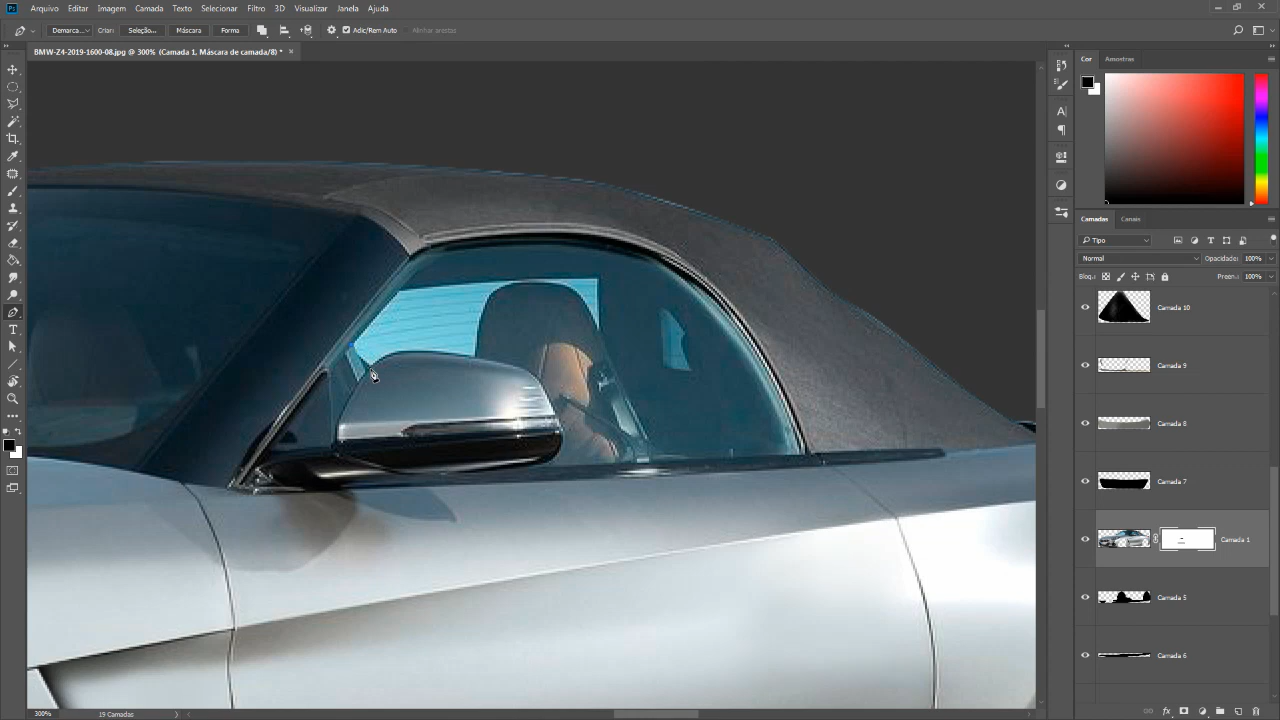 Ps Arquivo Editar Imagem Camada Texto Selecionar Filtro 3D Visualizar Janela Ajuda
Demarca... Criar: Seleção... Máscara Forma Adic/Rem Auto Alinhar arestas
BMW-Z4-2019-1600-08.jpg @ 300% (Camada 1, Máscara de camada/8) *
Cor Amostras
Camadas Canais
Tipo
Normal Opacidade: 100%
Bloq.: Preen.: 100%
Camada 10
Camada 9
Camada 8
Camada 7
Camada 1
Camada 5
Camada 6
300% 19 Camadas